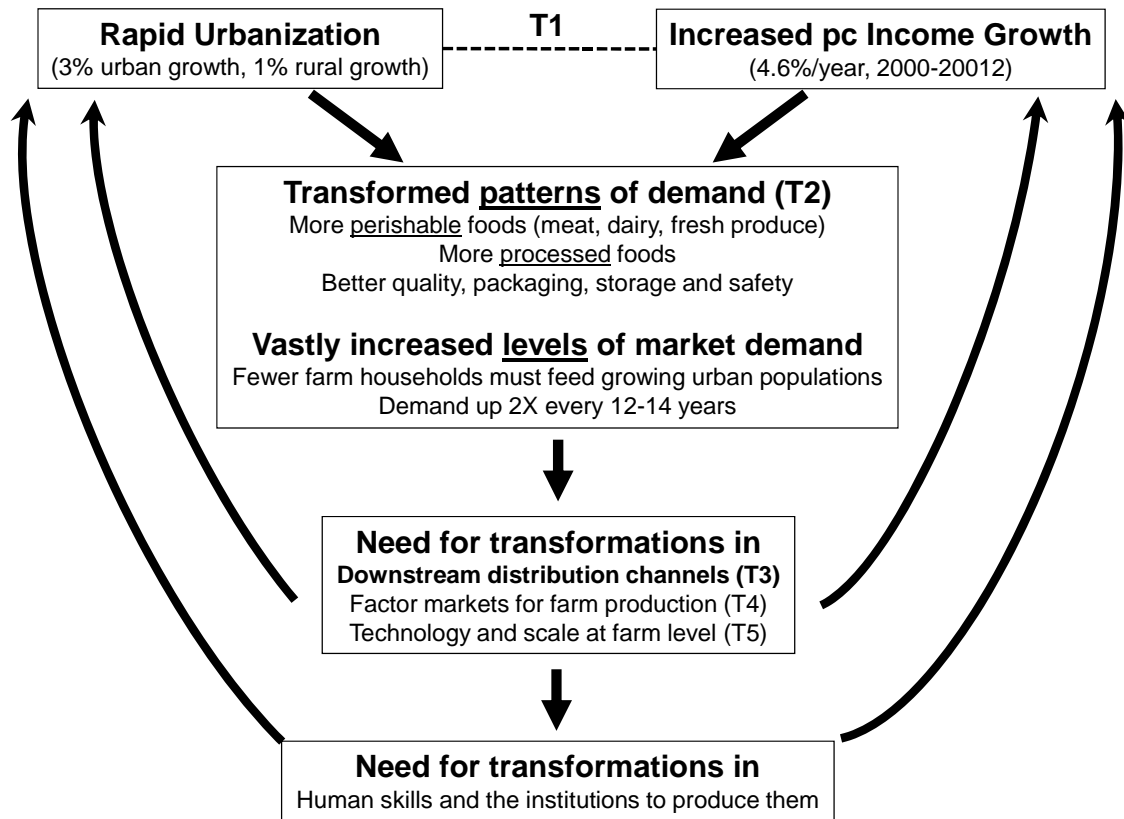 Rapid Urbanization
(3% urban growth, 1% rural growth)
T1
Increased pc Income Growth
(4.6%/year, 2000-20012)
Transformed patterns of demand (T2)
More perishable foods (meat, dairy, fresh produce)
More processed foods
Better quality, packaging, storage and safety
Vastly increased levels of market demand
Fewer farm households must feed growing urban populations
Demand up 2X every 12-14 years
Need for transformations in
Downstream distribution channels (T3)
Factor markets for farm production (T4)
Technology and scale at farm level (T5)
Need for transformations in
Human skills and the institutions to produce them